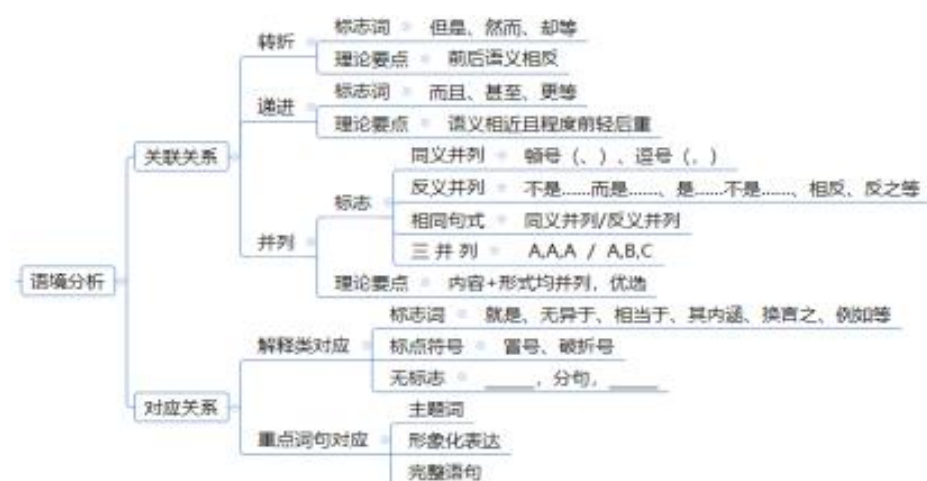 语境分析
关联关系
转折
标志词 但是、然而、却等
理论要点 前后语义相反
递进
标志词 而且、甚至、更等
理论要点 语义相近且程度前轻后重
并列
标志
同义并列 顿号（、）、逗号（，）
反义并列 不是……而是……、是……不是……、相反、反之等
相同句式 同义并列/反义并列
三 并 列 A,A,A / A,B,C
理论要点 内容+形式均并列，优选
对应关系
解释类对应
标志词 就是、无异于、相当于、其内涵、换言之、例如等
标点符号 冒号、破折号
无标志 ______，分句，______
重点词句对应
主题词
形象化表达
完整语句